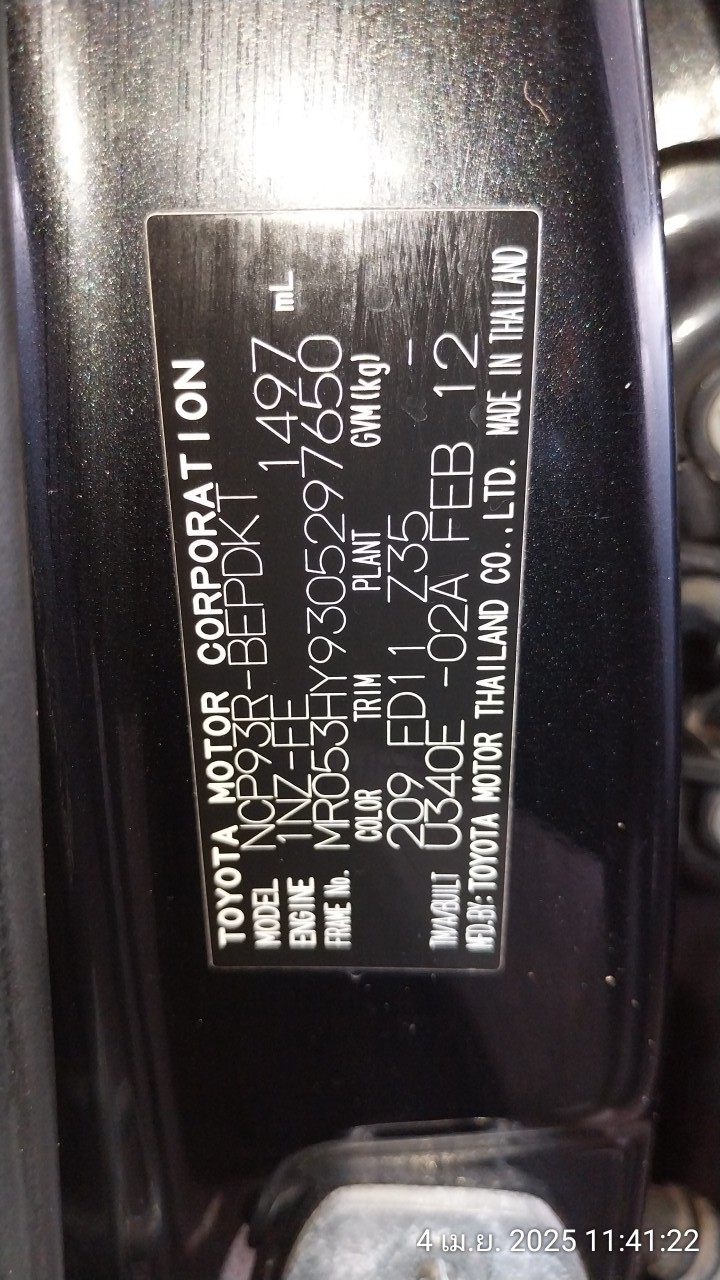 TOYOTA MOTOR CORPORATION
MODEL NCP93R-BEPDKT
ENGINE 1NZ-FE 1497 mL
FRAME No. MR053HY9305297650
COLOR TRIM PLANT GVM(kg)
209 FD11 Z35 -
TM/A/BUILT U340E -02A FEB 12
MFD.BY: TOYOTA MOTOR THAILAND CO.,LTD. MADE IN THAILAND
4 เม.ย. 2025 11:41:22